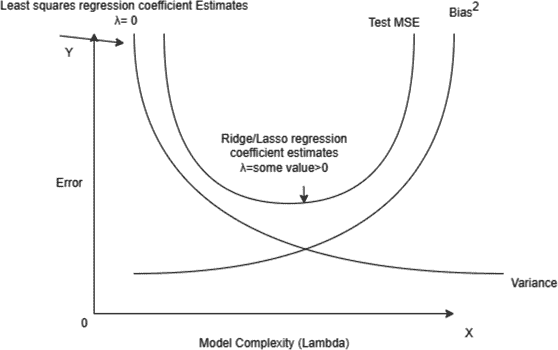 Least squares regression coefficient Estimates
λ= 0
Test MSE
Bias²
Y
Ridge/Lasso regression
coefficient estimates
λ=some value>0
Error
Variance
0
X
Model Complexity (Lambda)